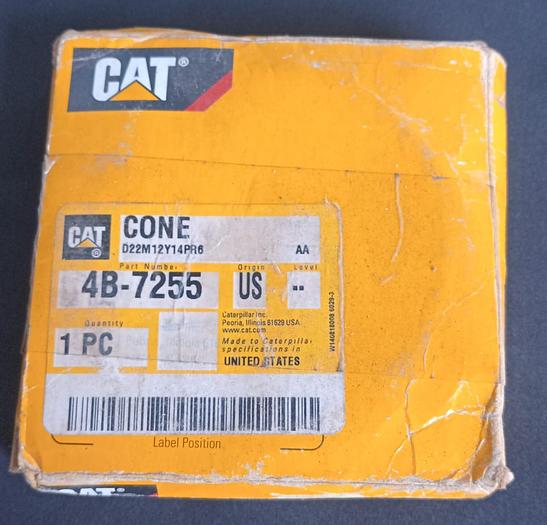 CAT®
CAT®
CONE
D22M12Y14PR6 AA
Part Number Origin Level
4B-7255 US --
Quantity
1 PC
Caterpillar Inc.
Peoria, Illinois 61629 USA
www.cat.com
Made to Caterpillar
specifications in
UNITED STATES
Label Position
CAT